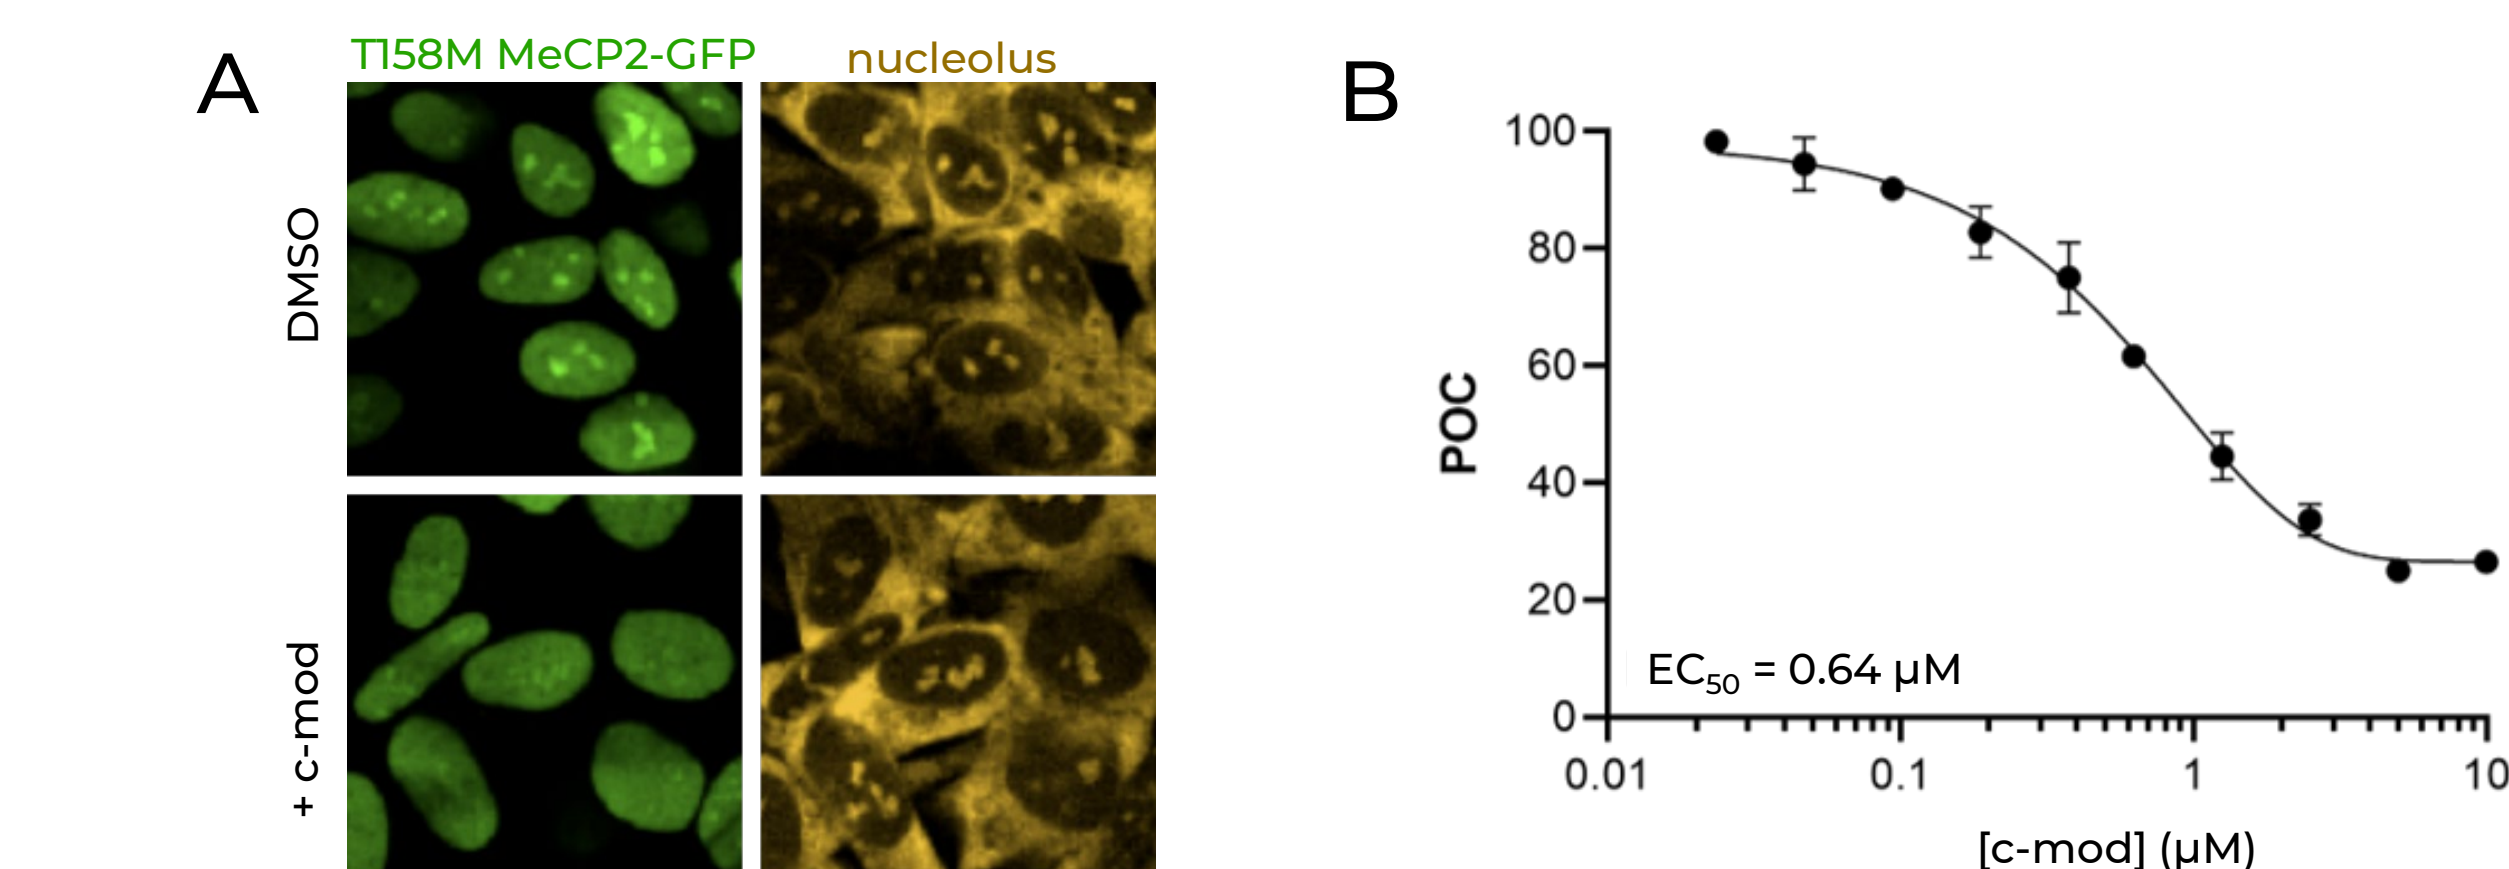 A
T158M MeCP2-GFP
nucleolus
DMSO
+ c-mod
B
100
80
60
40
20
0
POC
EC50 = 0.64 µM
0.01
0.1
1
10
[c-mod] (µM)